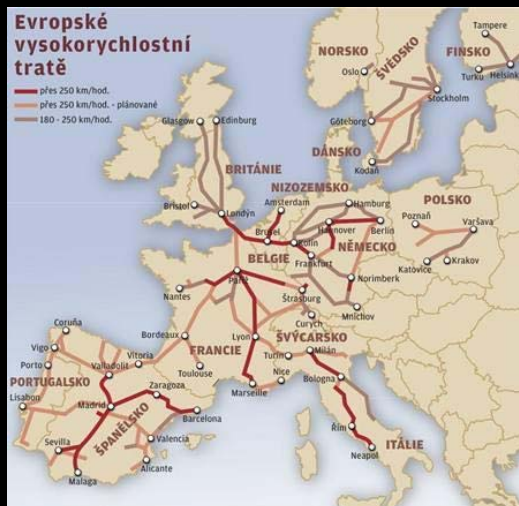 Evropské
vysokorychlostní
tratě
přes 250 km/hod.
přes 250 km/hod. - plánované
180 - 250 km/hod.
NORSKO
Oslo
ŠVÉDSKO
FINSKO
Tampere
Turku
Helsinki
Stockholm
Göteborg
DÁNSKO
Kodaň
Glasgow
Edinburg
BRITÁNIE
Bristol
Londýn
NIZOZEMSKO
Amsterdam
Brusel
BELGIE
Hamburg
Hannover
Berlín
Kolín
NĚMECKO
Frankfurt
Norimberk
Mnichov
POLSKO
Poznaň
Varšava
Katovice
Krakov
Paříž
Štrasburg
Curych
ŠVÝCARSKO
Nantes
Bordeaux
FRANCIE
Lyon
Toulouse
Marseille
Nice
Turín
Milán
Bologna
Řím
Neapol
ITÁLIE
Coruña
Vigo
Porto
PORTUGALSKO
Lisabon
Valladolit
Vitoria
Zaragoza
Madrid
Barcelona
ŠPANĚLSKO
Valencia
Sevilla
Alicante
Malaga